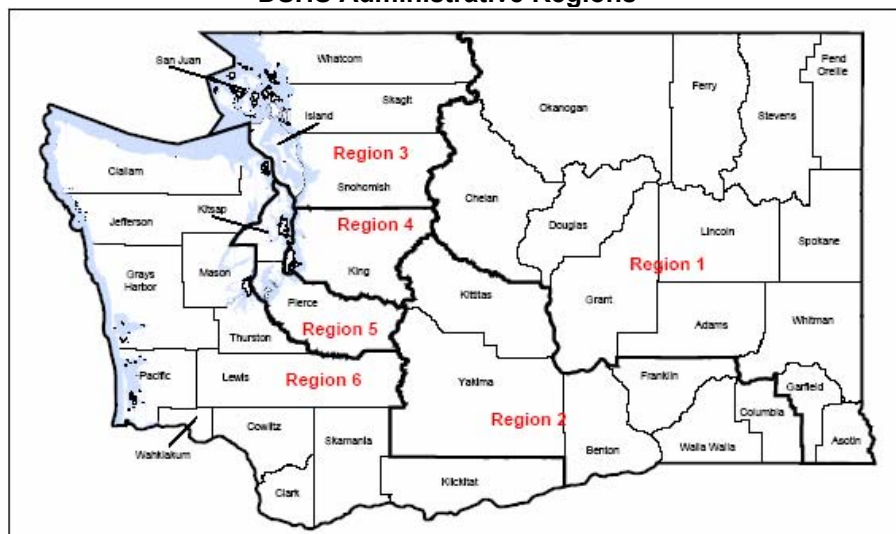 DSHS Administrative Regions
San Juan
Whatcom
Pend
Oreille
Skagit
Ferry
Okanogan
Stevens
Island
Region 3
Clallam
Snohomish
Chelan
Kitsap
Jefferson
Region 4
Douglas
Lincoln
Spokane
Mason
King
Region 1
Grays
Harbor
Kittitas
Grant
Pierce
Whitman
Region 5
Adams
Thurston
Pacific
Lewis
Region 6
Yakima
Franklin
Garfield
Columbia
Region 2
Cowlitz
Skamania
Asotin
Walla Walla
Benton
Wahkiakum
Klickitat
Clark